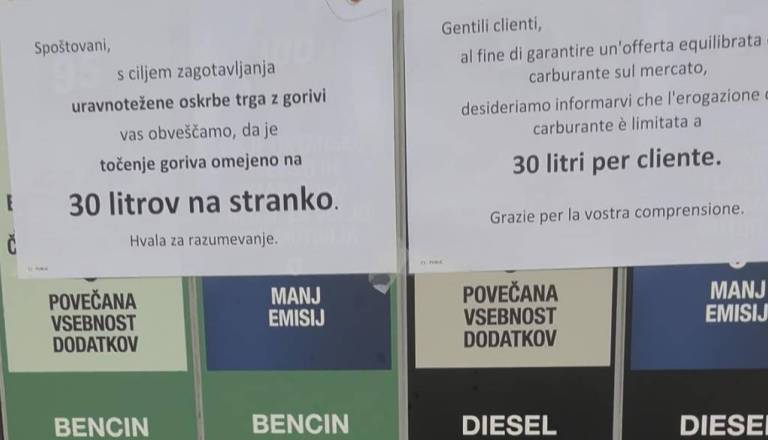 Spoštovani,
s ciljem zagotavljanja
uravnotežene oskrbe trga z gorivi
vas obveščamo, da je
točenje goriva omejeno na
30 litrov na stranko.
Hvala za razumevanje.
Gentili clienti,
al fine di garantire un'offerta equilibrata
carburante sul mercato,
desideriamo informarvi che l'erogazione
carburante è limitata a
30 litri per cliente.
Grazie per la vostra comprensione.
POVEČANA
VSEBNOST
DODATKOV
BENCIN
MANJ
EMISIJ
BENCIN
POVEČANA
VSEBNOST
DODATKOV
DIESEL
MANJ
EMISIJ
DIESEL